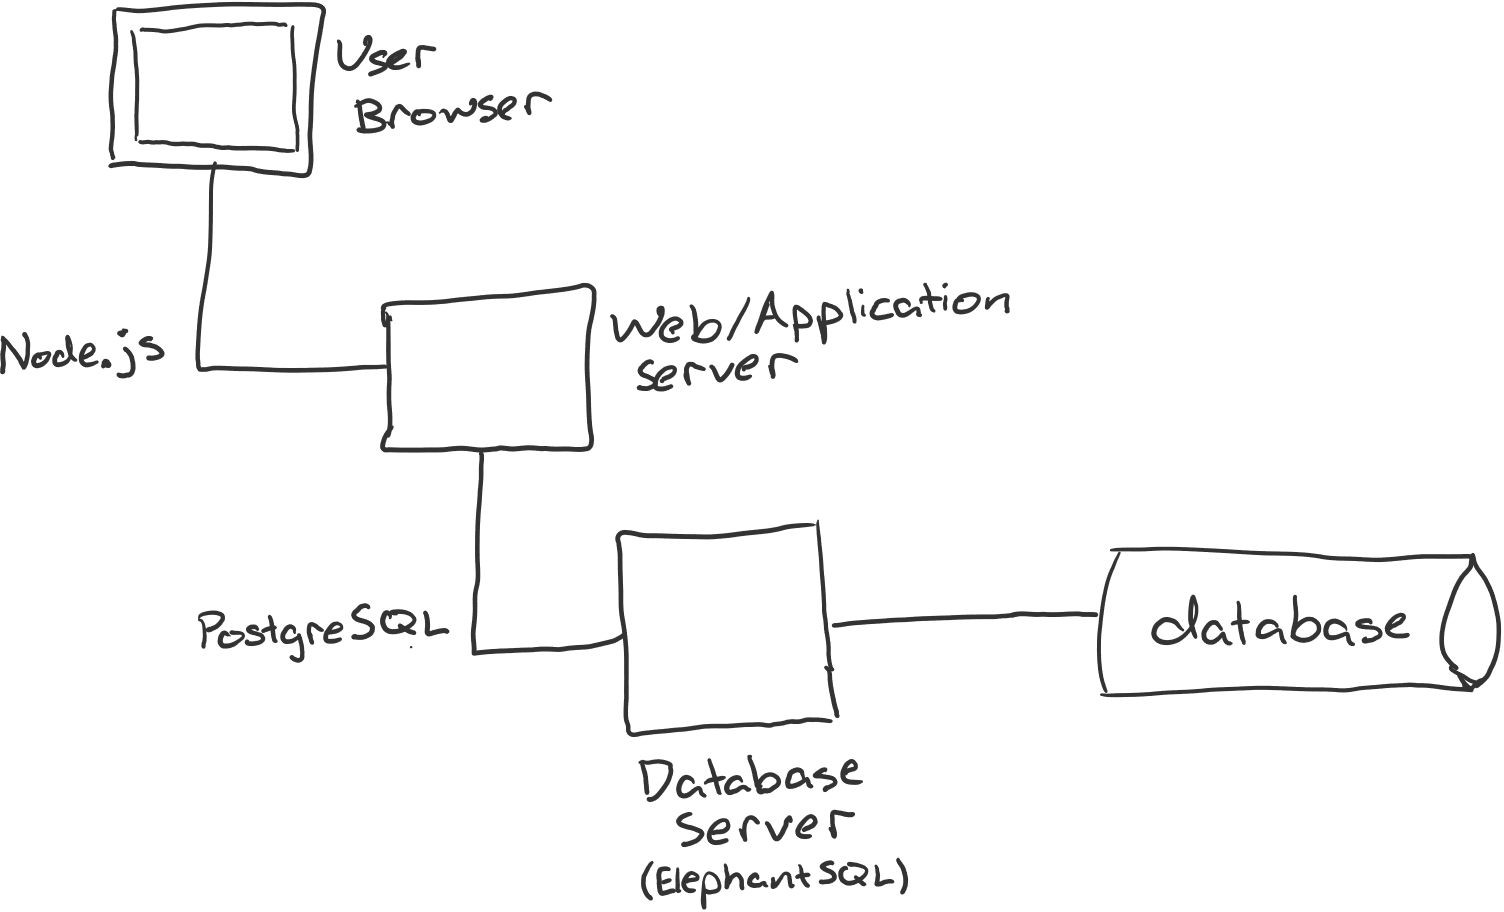 User
Browser
Node.js
Web/Application
server
PostgreSQL
database
Database
Server
(ElephantSQL)